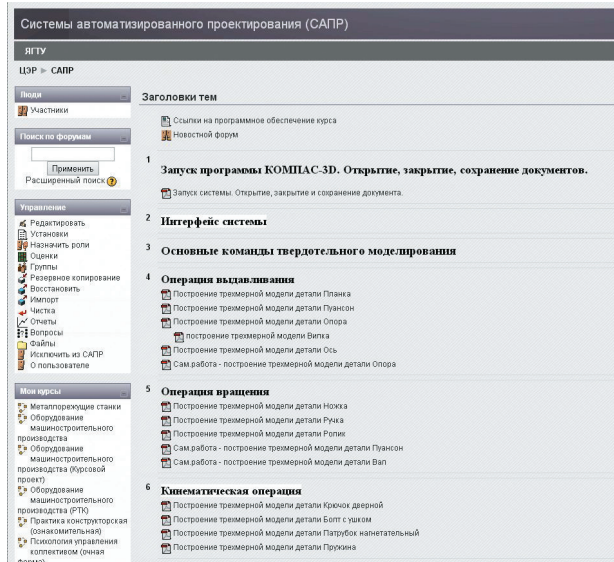 Системы автоматизированного проектирования (САПР)
ЯГТУ
ЦЭР ► САПР
Люди
Участники
Поиск по форумам
Применить
Расширенный поиск
Управление
Редактировать
Установки
Назначить роли
Оценки
Группы
Резервное копирование
Восстановить
Импорт
Чистка
Отчеты
Вопросы
Файлы
Исключить из САПР
О пользователе
Мои курсы
Металлорежущие станки
Оборудование
машиностроительного
производства
Оборудование
машиностроительного
производства (Курсовой
проект)
Оборудование
машиностроительного
производства (РТК)
Практика конструкторская
(ознакомительная)
Психология управления
коллективом (очная
форма)
Заголовки тем
Ссылки на программное обеспечение курса
Новостной форум
1
Запуск программы КОМПАС-3D. Открытие, закрытие, сохранение документов.
Запуск системы. Открытие, закрытие и сохранение документа.
2
Интерфейс системы
3
Основные команды твердотельного моделирования
4
Операция выдавливания
Построение трехмерной модели детали Планка
Построение трехмерной модели детали Пуансон
Построение трехмерной модели детали Опора
построение трехмерной модели Вилка
Построение трехмерной модели детали Ось
Сам.работа - построение трехмерной модели детали Опора
5
Операция вращения
Построение трехмерной модели детали Ножка
Построение трехмерной модели детали Ручка
Построение трехмерной модели детали Ролик
Сам.работа - построение трехмерной модели детали Пуансон
Сам.работа - построение трехмерной модели детали Вал
6
Кинематическая операция
Построение трехмерной модели детали Крючок дверной
Построение трехмерной модели детали Болт с ушком
Построение трехмерной модели детали Патрубок нагнетательный
Построение трехмерной модели детали Пружина